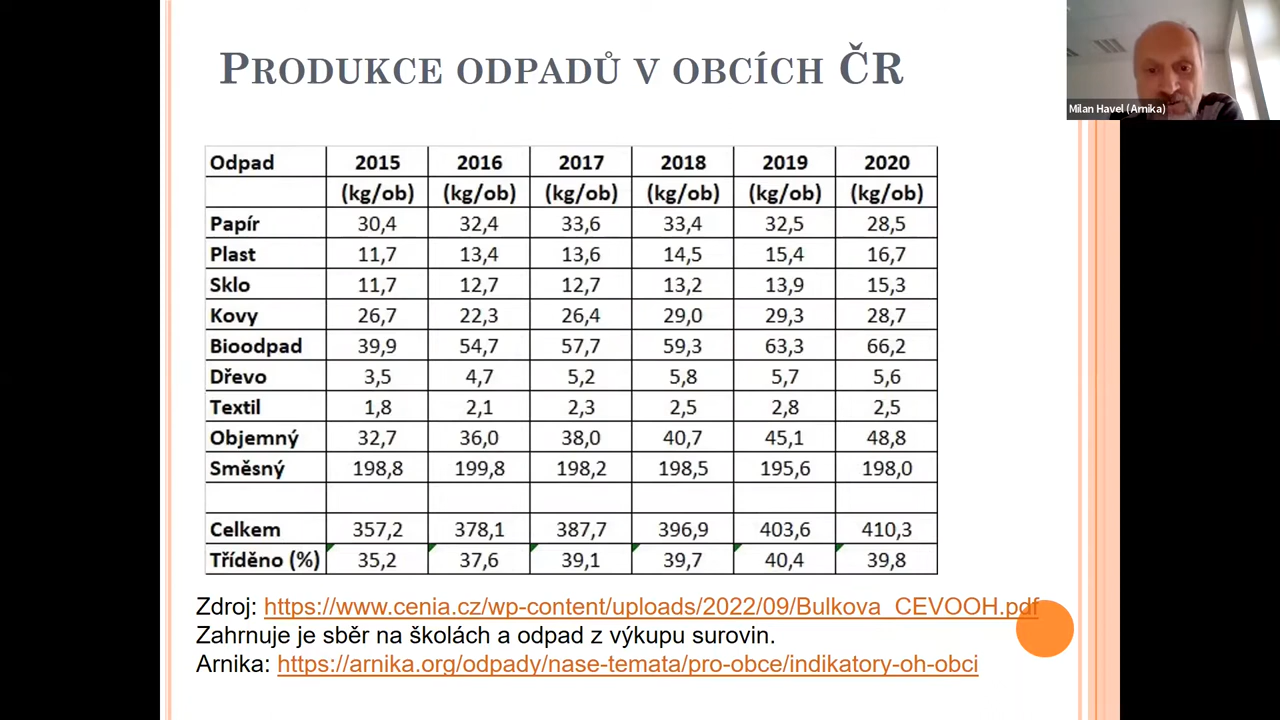 PRODUKCE ODPADŮ V OBCÍCH ČR
Milan Havel (Arnika)
Odpad 2015 2016 2017 2018 2019 2020
(kg/ob) (kg/ob) (kg/ob) (kg/ob) (kg/ob) (kg/ob)
Papír 30,4 32,4 33,6 33,4 32,5 28,5
Plast 11,7 13,4 13,6 14,5 15,4 16,7
Sklo 11,7 12,7 12,7 13,2 13,9 15,3
Kovy 26,7 22,3 26,4 29,0 29,3 28,7
Bioodpad 39,9 54,7 57,7 59,3 63,3 66,2
Dřevo 3,5 4,7 5,2 5,8 5,7 5,6
Textil 1,8 2,1 2,3 2,5 2,8 2,5
Objemný 32,7 36,0 38,0 40,7 45,1 48,8
Směsný 198,8 199,8 198,2 198,5 195,6 198,0
Celkem 357,2 378,1 387,7 396,9 403,6 410,3
Tříděno (%) 35,2 37,6 39,1 39,7 40,4 39,8
Zdroj: https://www.cenia.cz/wp-content/uploads/2022/09/Bulkova_CEVOOH.pdf
Zahrnuje je sběr na školách a odpad z výkupu surovin.
Arnika: https://arnika.org/odpady/nase-temata/pro-obce/indikatory-oh-obci